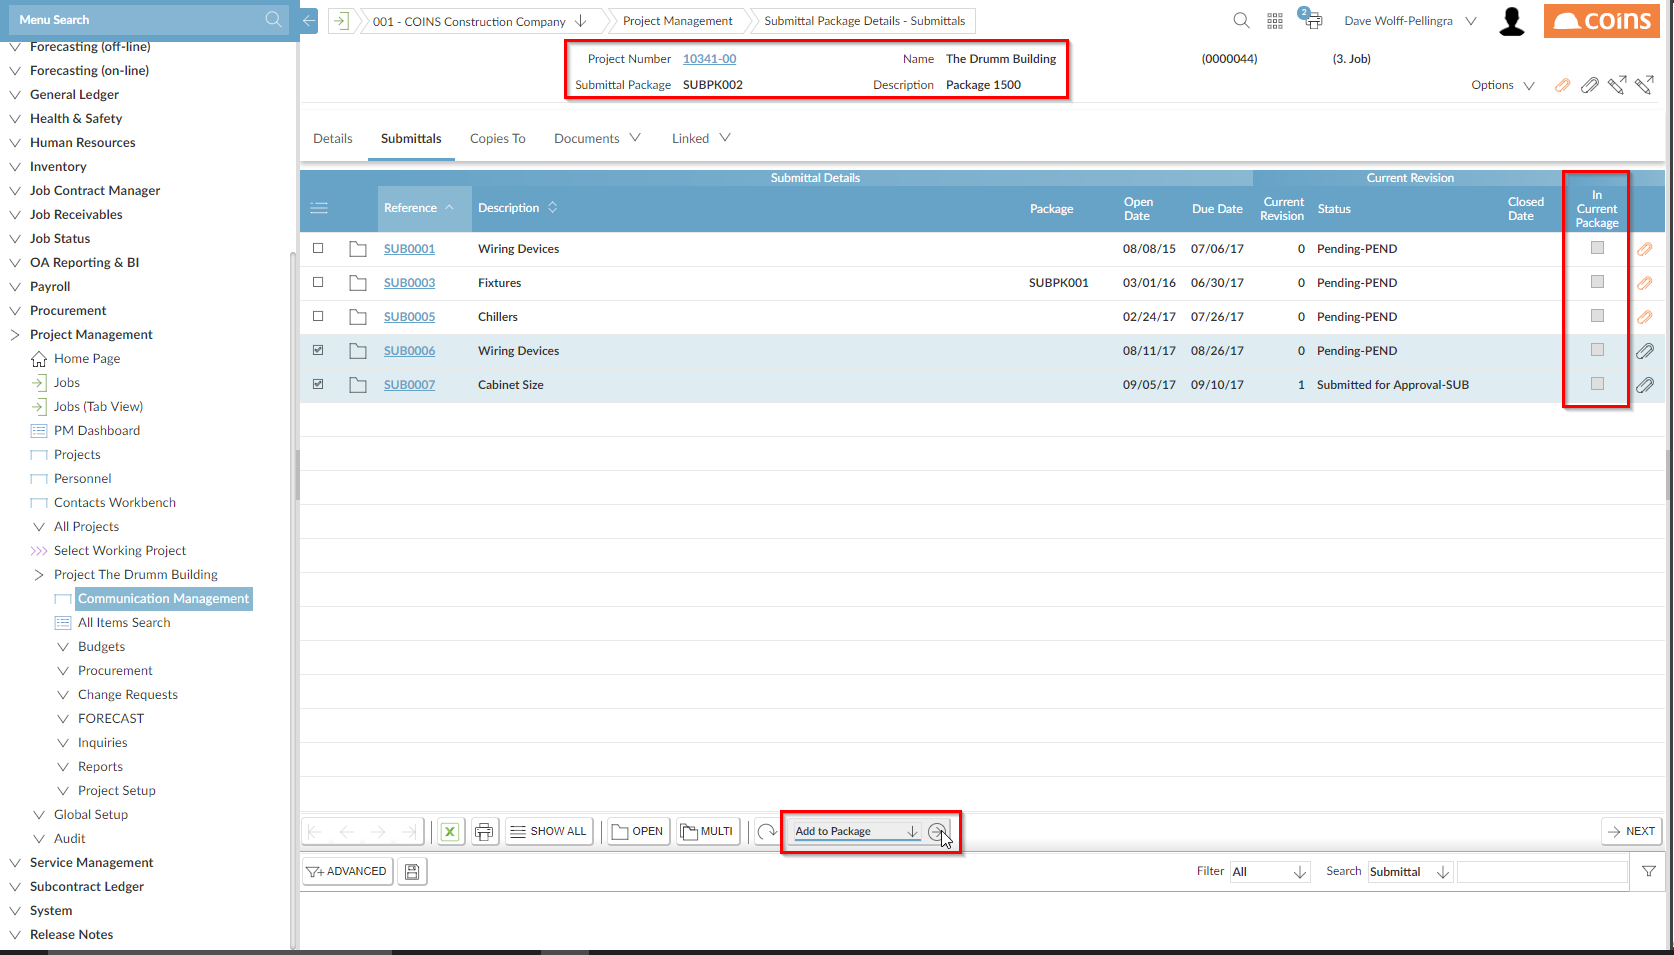 Menu Search
001 - COINS Construction Company
Project Management
Submittal Package Details - Submittals
2
Dave Wolff-Pellingra
coins
Project Number 10341-00 Name The Drumm Building (0000044) (3. Job)
Submittal Package SUBPK002 Description Package 1500
Options
Details Submittals Copies To Documents Linked
Forecasting (off-line)
Forecasting (on-line)
General Ledger
Health & Safety
Human Resources
Inventory
Job Contract Manager
Job Receivables
Job Status
OA Reporting & BI
Payroll
Procurement
Project Management
Home Page
Jobs
Jobs (Tab View)
PM Dashboard
Projects
Personnel
Contacts Workbench
All Projects
Select Working Project
Project The Drumm Building
Communication Management
All Items Search
Budgets
Procurement
Change Requests
FORECAST
Inquiries
Reports
Project Setup
Global Setup
Audit
Service Management
Subcontract Ledger
System
Release Notes
Submittal Details Current Revision
Reference Description Package Open Date Due Date Current Revision Status Closed Date In Current Package
SUB0001 Wiring Devices 08/08/15 07/06/17 0 Pending-PEND
SUB0003 Fixtures SUBPK001 03/01/16 06/30/17 0 Pending-PEND
SUB0005 Chillers 02/24/17 07/26/17 0 Pending-PEND
SUB0006 Wiring Devices 08/11/17 08/26/17 0 Pending-PEND
SUB0007 Cabinet Size 09/05/17 09/10/17 1 Submitted for Approval-SUB
X SHOW ALL OPEN MULTI Add to Package NEXT
ADVANCED Filter All Search Submittal